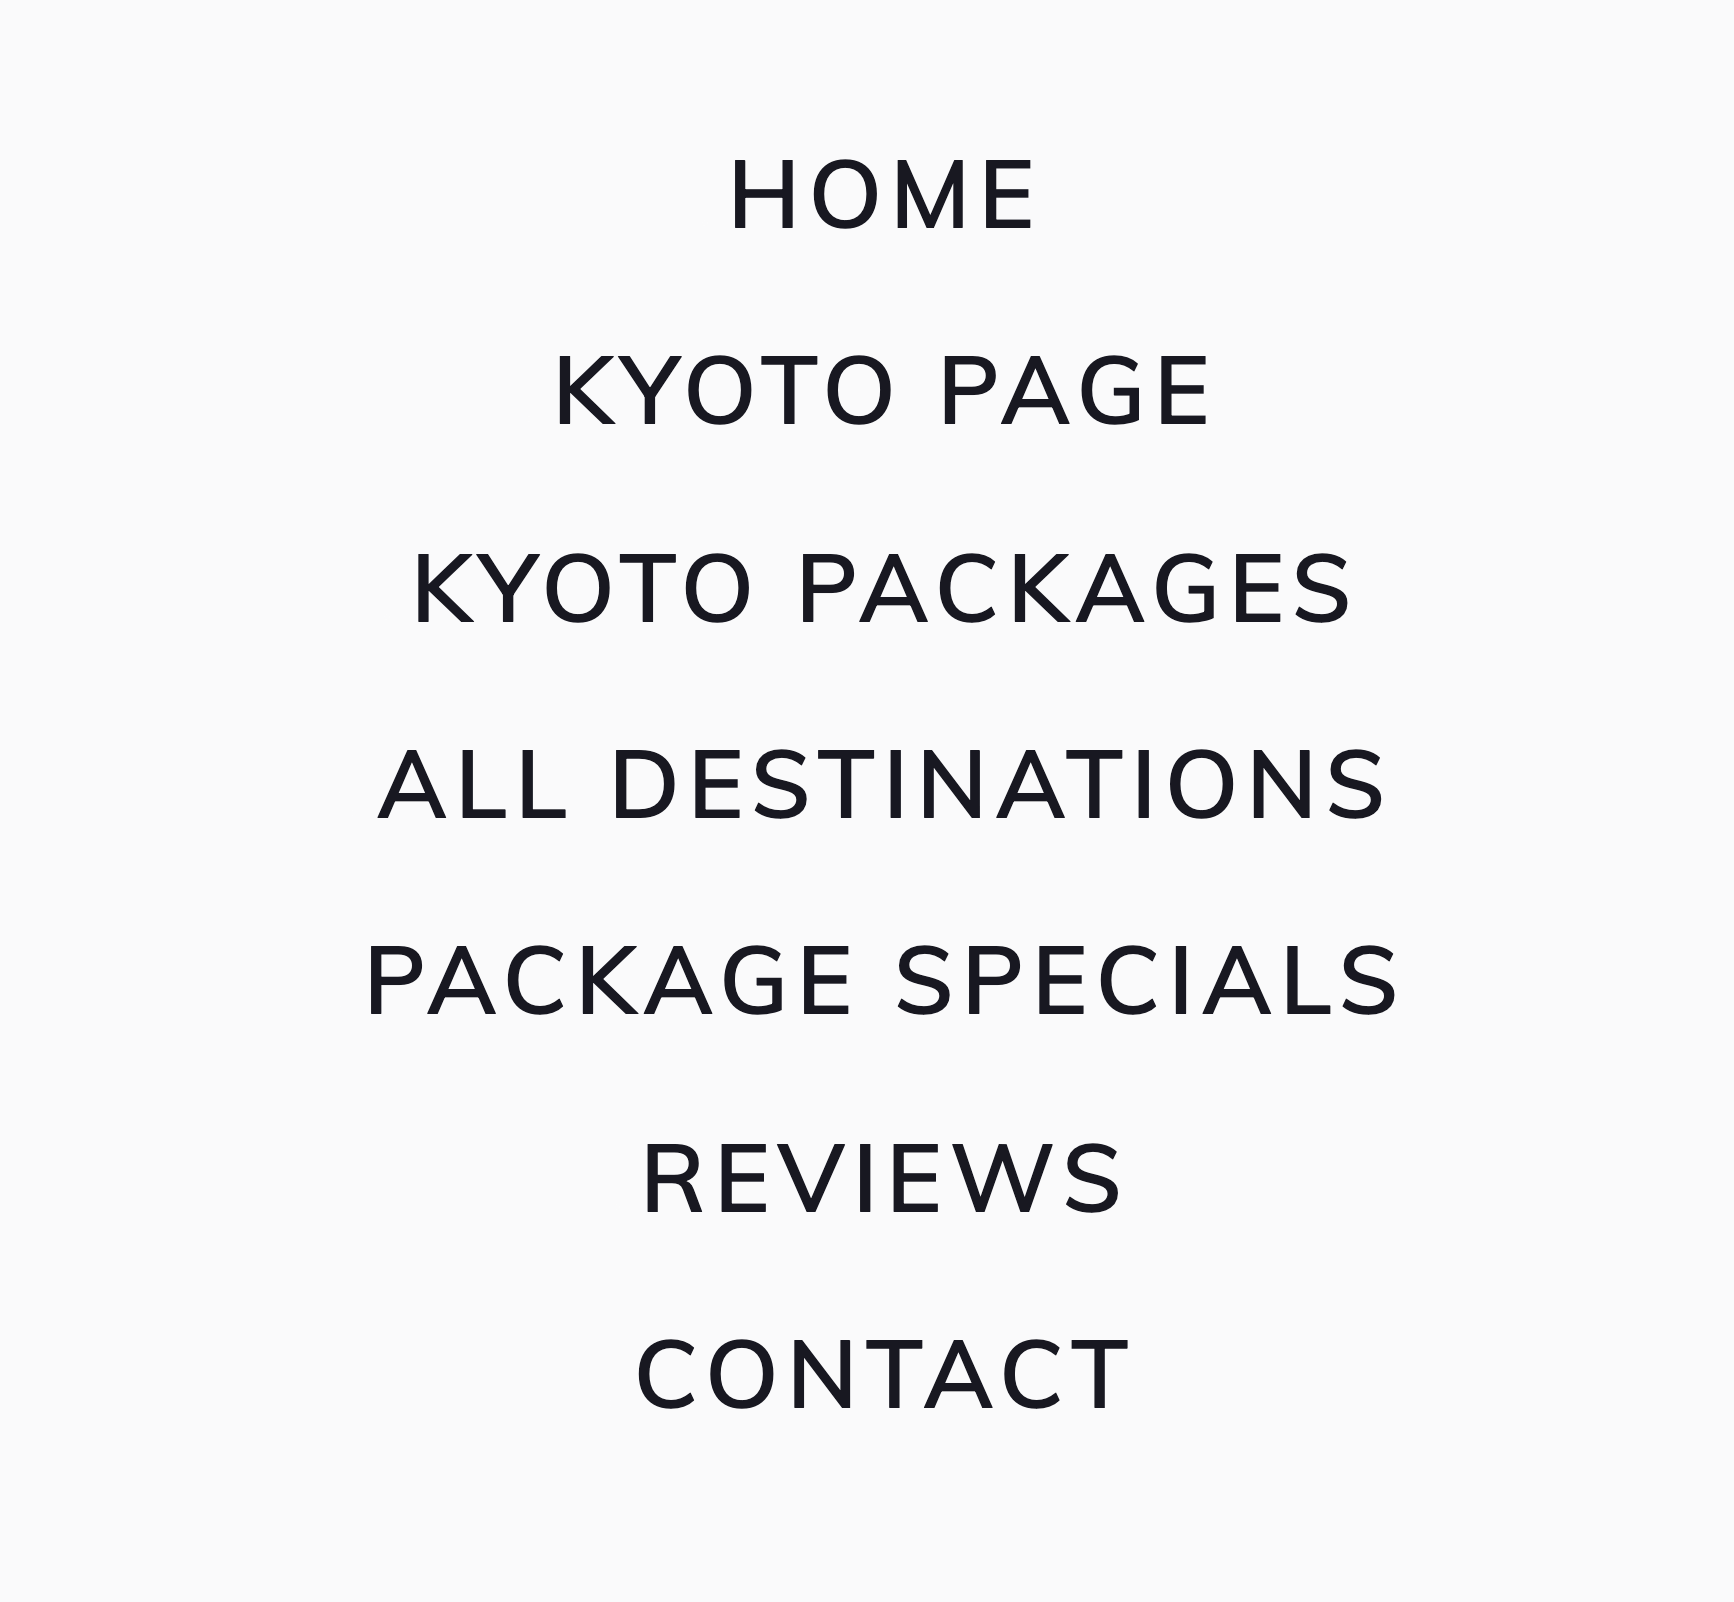 HOME
KYOTO PAGE
KYOTO PACKAGES
ALL DESTINATIONS
PACKAGE SPECIALS
REVIEWS
CONTACT